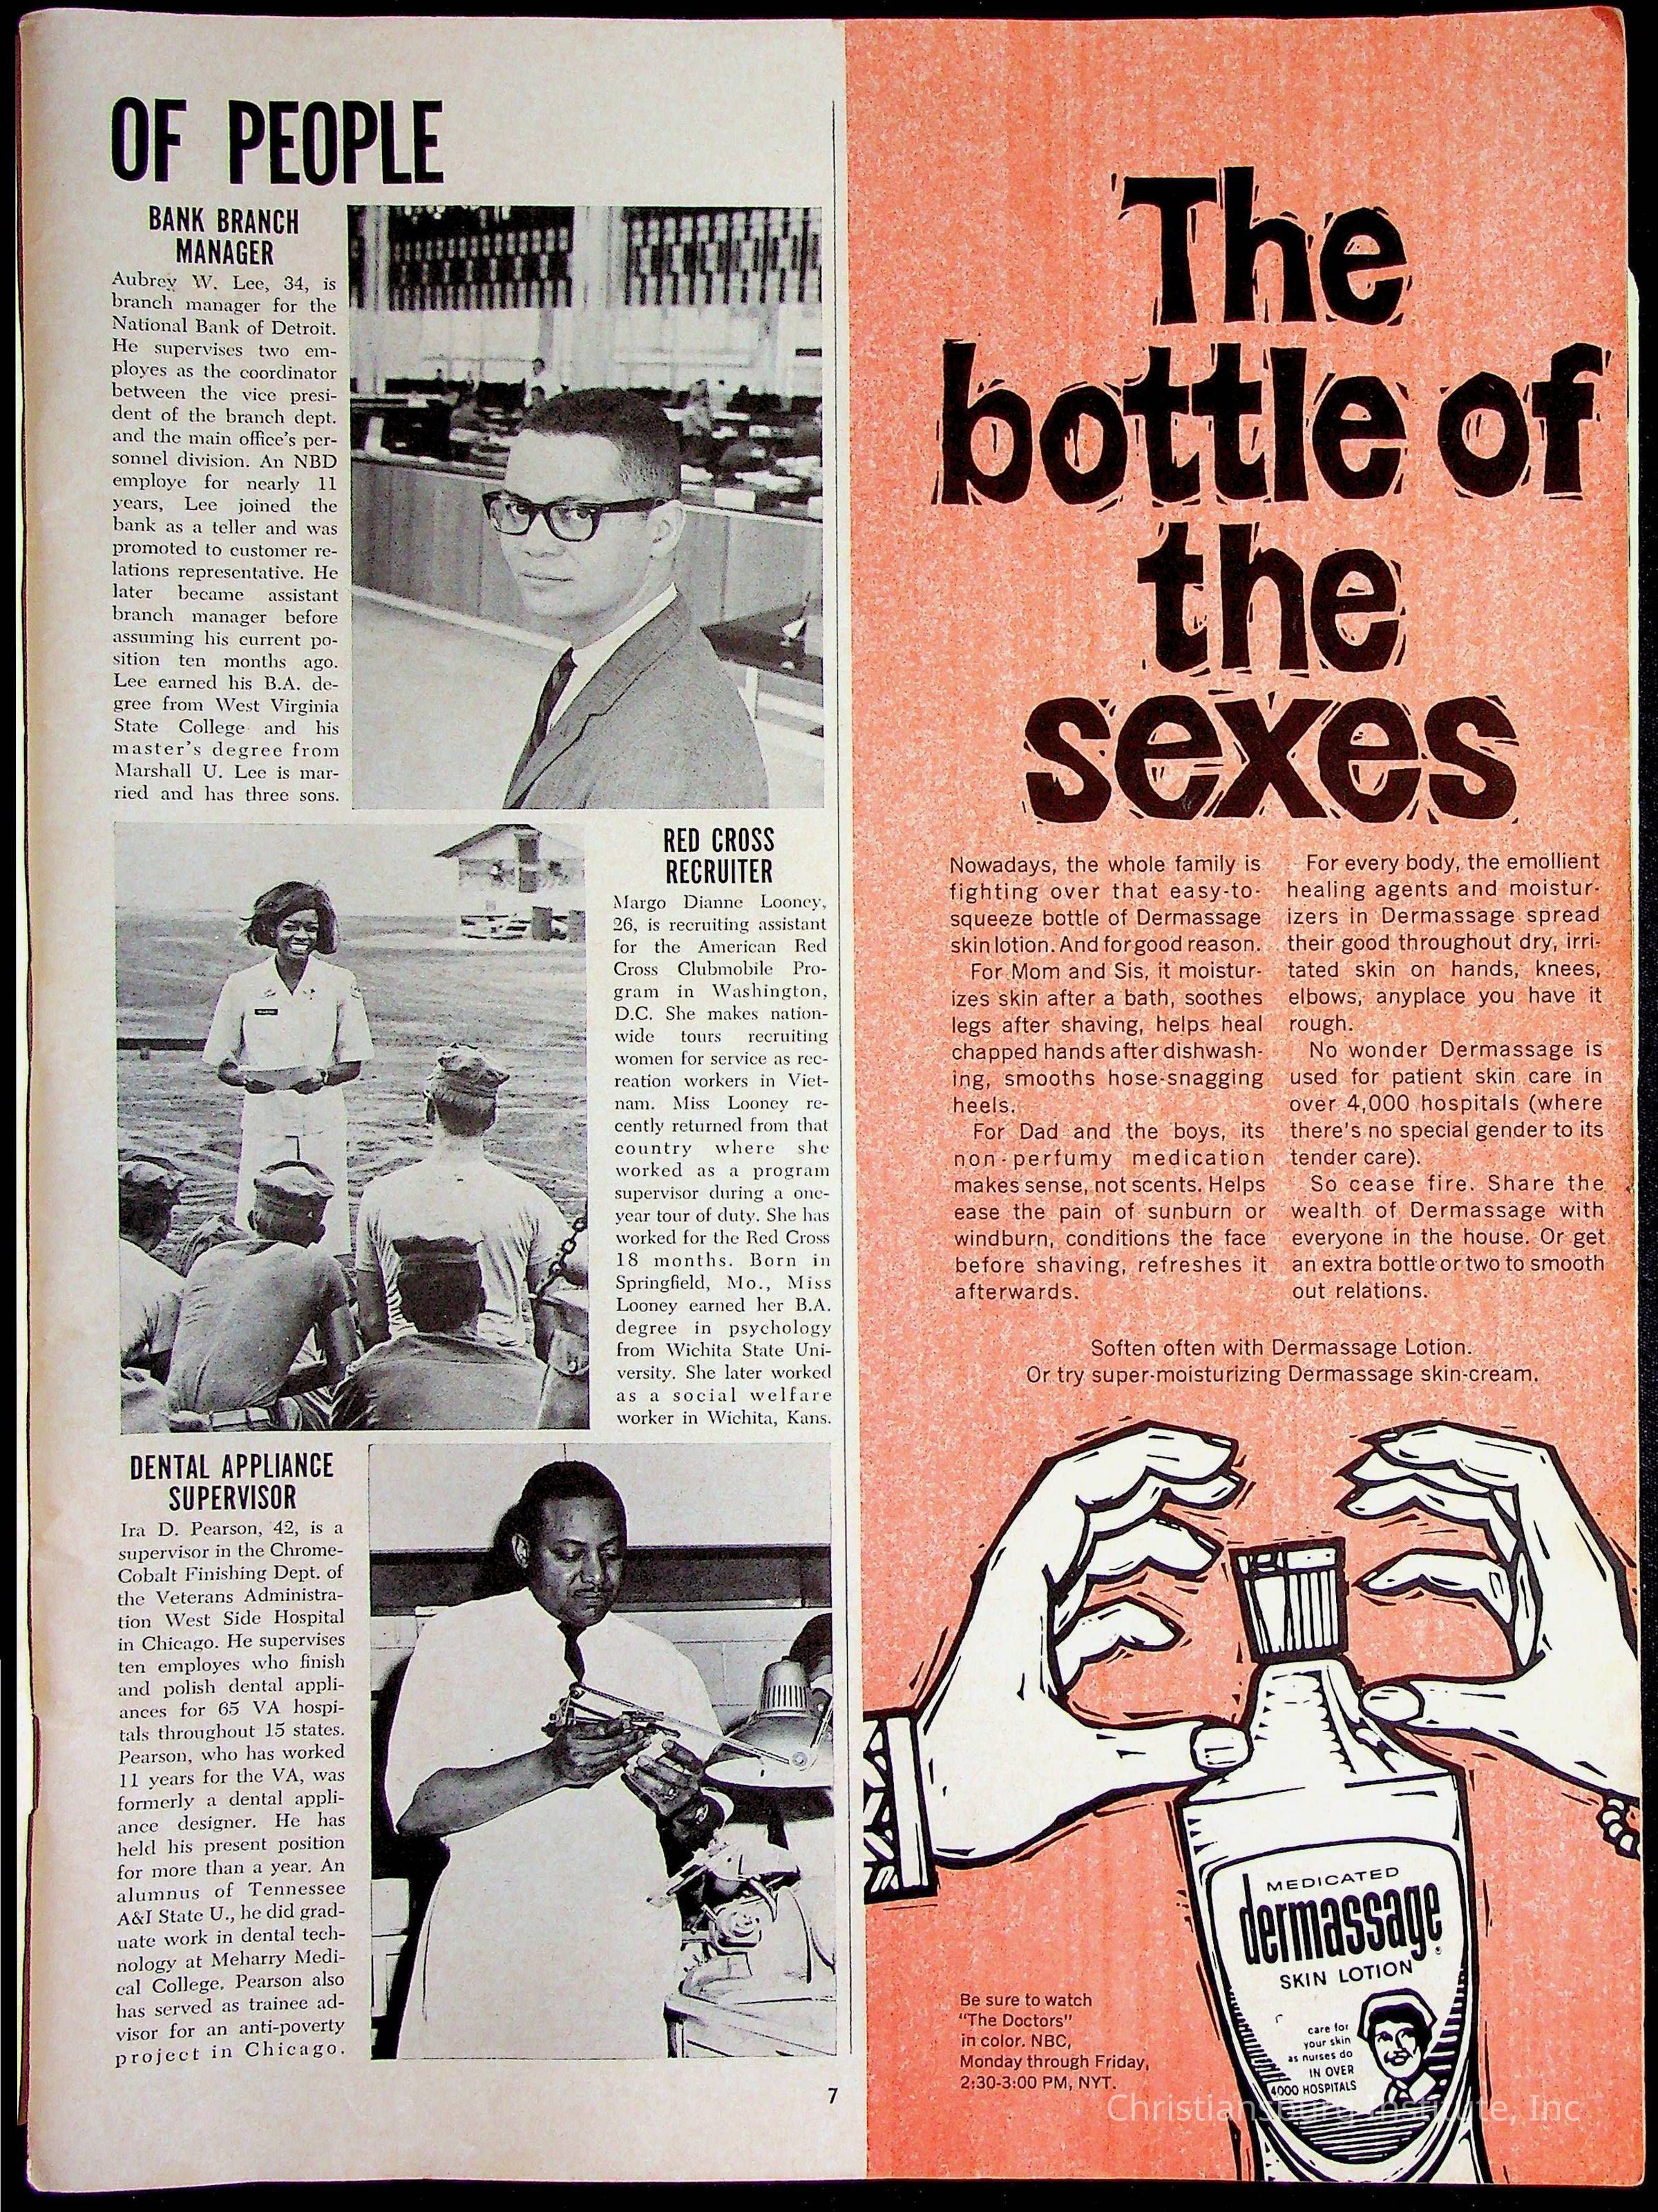 OF PEOPLE
BANK BRANCH
MANAGER
Aubrey W. Lee, 34, is
branch manager for the
National Bank of Detroit.
He supervises two em-
ployes as the coordinator
between the vice presi-
dent of the branch dept.
and the main office's per-
sonnel division. An NBD
employe for nearly 11
years, Lee joined the
bank as a teller and was
promoted to customer re-
lations representative. He
later became assistant
branch manager before
assuming his current po-
sition ten months ago.
Lee earned his B.A. de-
gree from West Virginia
State College and his
master's degree from
Marshall U. Lee is mar-
ried and has three sons.
RED CROSS
RECRUITER
Margo Dianne Looney,
26, is recruiting assistant
for the American Red
Cross Clubmobile Pro-
gram in Washington,
D.C. She makes nation-
wide tours recruiting
women for service as rec-
reation workers in Viet-
nam. Miss Looney re-
cently returned from that
country where she
worked as a program
supervisor during a one-
year tour of duty. She has
worked for the Red Cross
18 months. Born in
Springfield, Mo., Miss
Looney earned her B.A.
degree in psychology
from Wichita State Uni-
versity. She later worked
as a social welfare
worker in Wichita, Kans.
DENTAL APPLIANCE
SUPERVISOR
Ira D. Pearson, 42, is a
supervisor in the Chrome-
Cobalt Finishing Dept. of
the Veterans Administra-
tion West Side Hospital
in Chicago. He supervises
ten employes who finish
and polish dental appli-
ances for 65 VA hospi-
tals throughout 15 states.
Pearson, who has worked
11 years for the VA, was
formerly a dental appli-
ance designer. He has
held his present position
for more than a year. An
alumnus of Tennessee
A&I State U., he did grad-
uate work in dental tech-
nology at Meharry Medi-
cal College. Pearson also
has served as trainee ad-
visor for an anti-poverty
project in Chicago.
7
The
bottle of
the
sexes
Nowadays, the whole family is
fighting over that easy-to-
squeeze bottle of Dermassage
skin lotion. And for good reason.
For Mom and Sis, it moistur-
izes skin after a bath, soothes
legs after shaving, helps heal
chapped hands after dishwash-
ing, smooths hose-snagging
heels.
For Dad and the boys, its
non-perfumy medication
makes sense, not scents. Helps
ease the pain of sunburn or
windburn, conditions the face
before shaving, refreshes it
afterwards.
For every body, the emollient
healing agents and moistur-
izers in Dermassage spread
their good throughout dry, irri-
tated skin on hands, knees,
elbows, anyplace you have it
rough.
No wonder Dermassage is
used for patient skin care in
over 4,000 hospitals (where
there's no special gender to its
tender care).
So cease fire. Share the
wealth of Dermassage with
everyone in the house. Or get
an extra bottle or two to smooth
out relations.
Soften often with Dermassage Lotion.
Or try super-moisturizing Dermassage skin-cream.
MEDICATED
dermassage®
SKIN LOTION
care for
your skin
as nurses do
IN OVER
4000 HOSPITALS
Be sure to watch
"The Doctors"
in color. NBC,
Monday through Friday,
2:30-3:00 PM, NYT.
Christiansburg Institute, Inc